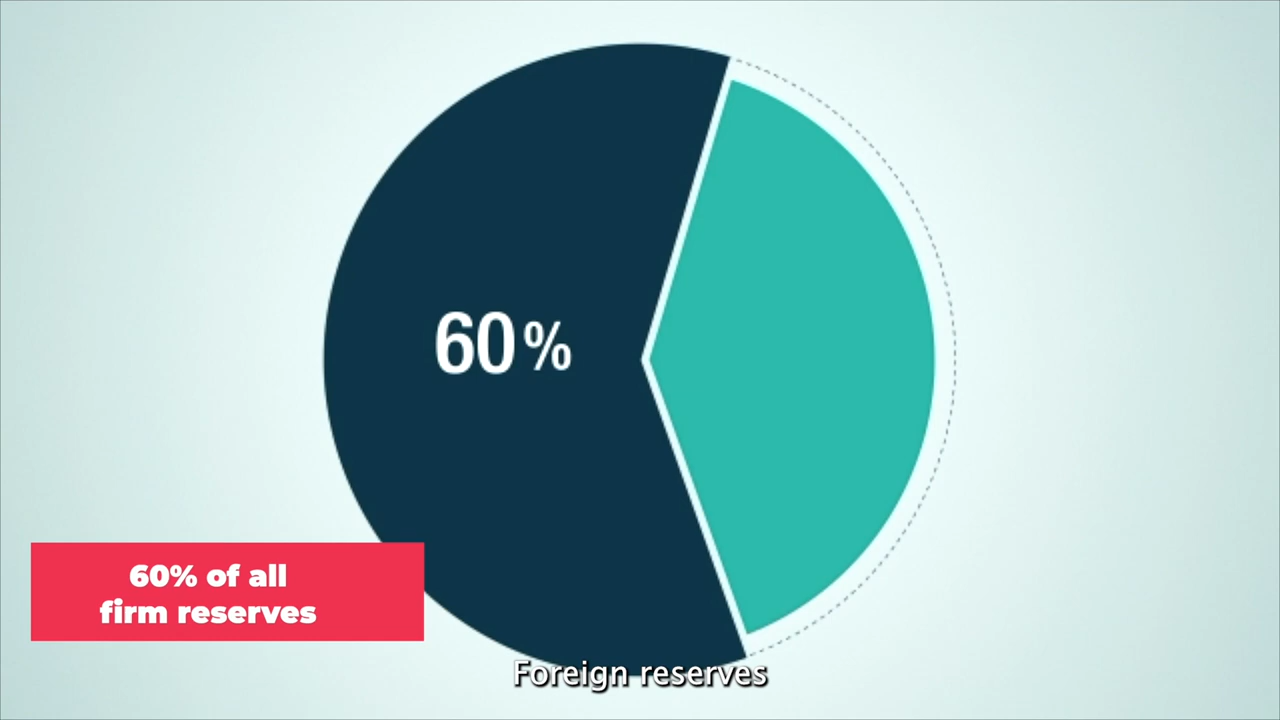 60%
60% of all
firm reserves
Foreign reserves